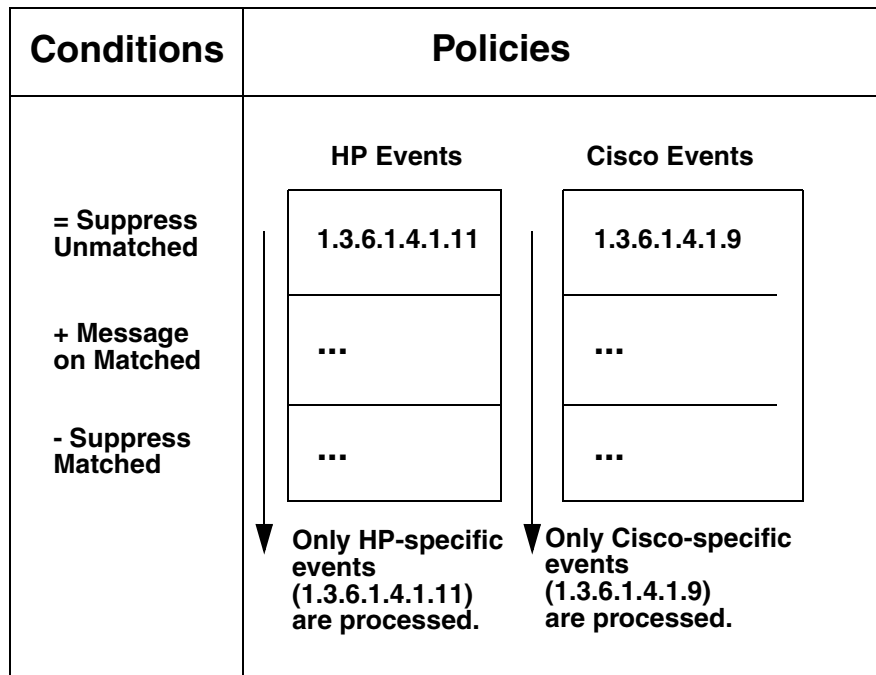 Conditions
Policies
HP Events
Cisco Events
= Suppress
Unmatched
1.3.6.1.4.1.11
1.3.6.1.4.1.9
+ Message
on Matched
...
...
- Suppress
Matched
...
...
Only HP-specific
events
(1.3.6.1.4.1.11)
are processed.
Only Cisco-specific
events
(1.3.6.1.4.1.9)
are processed.